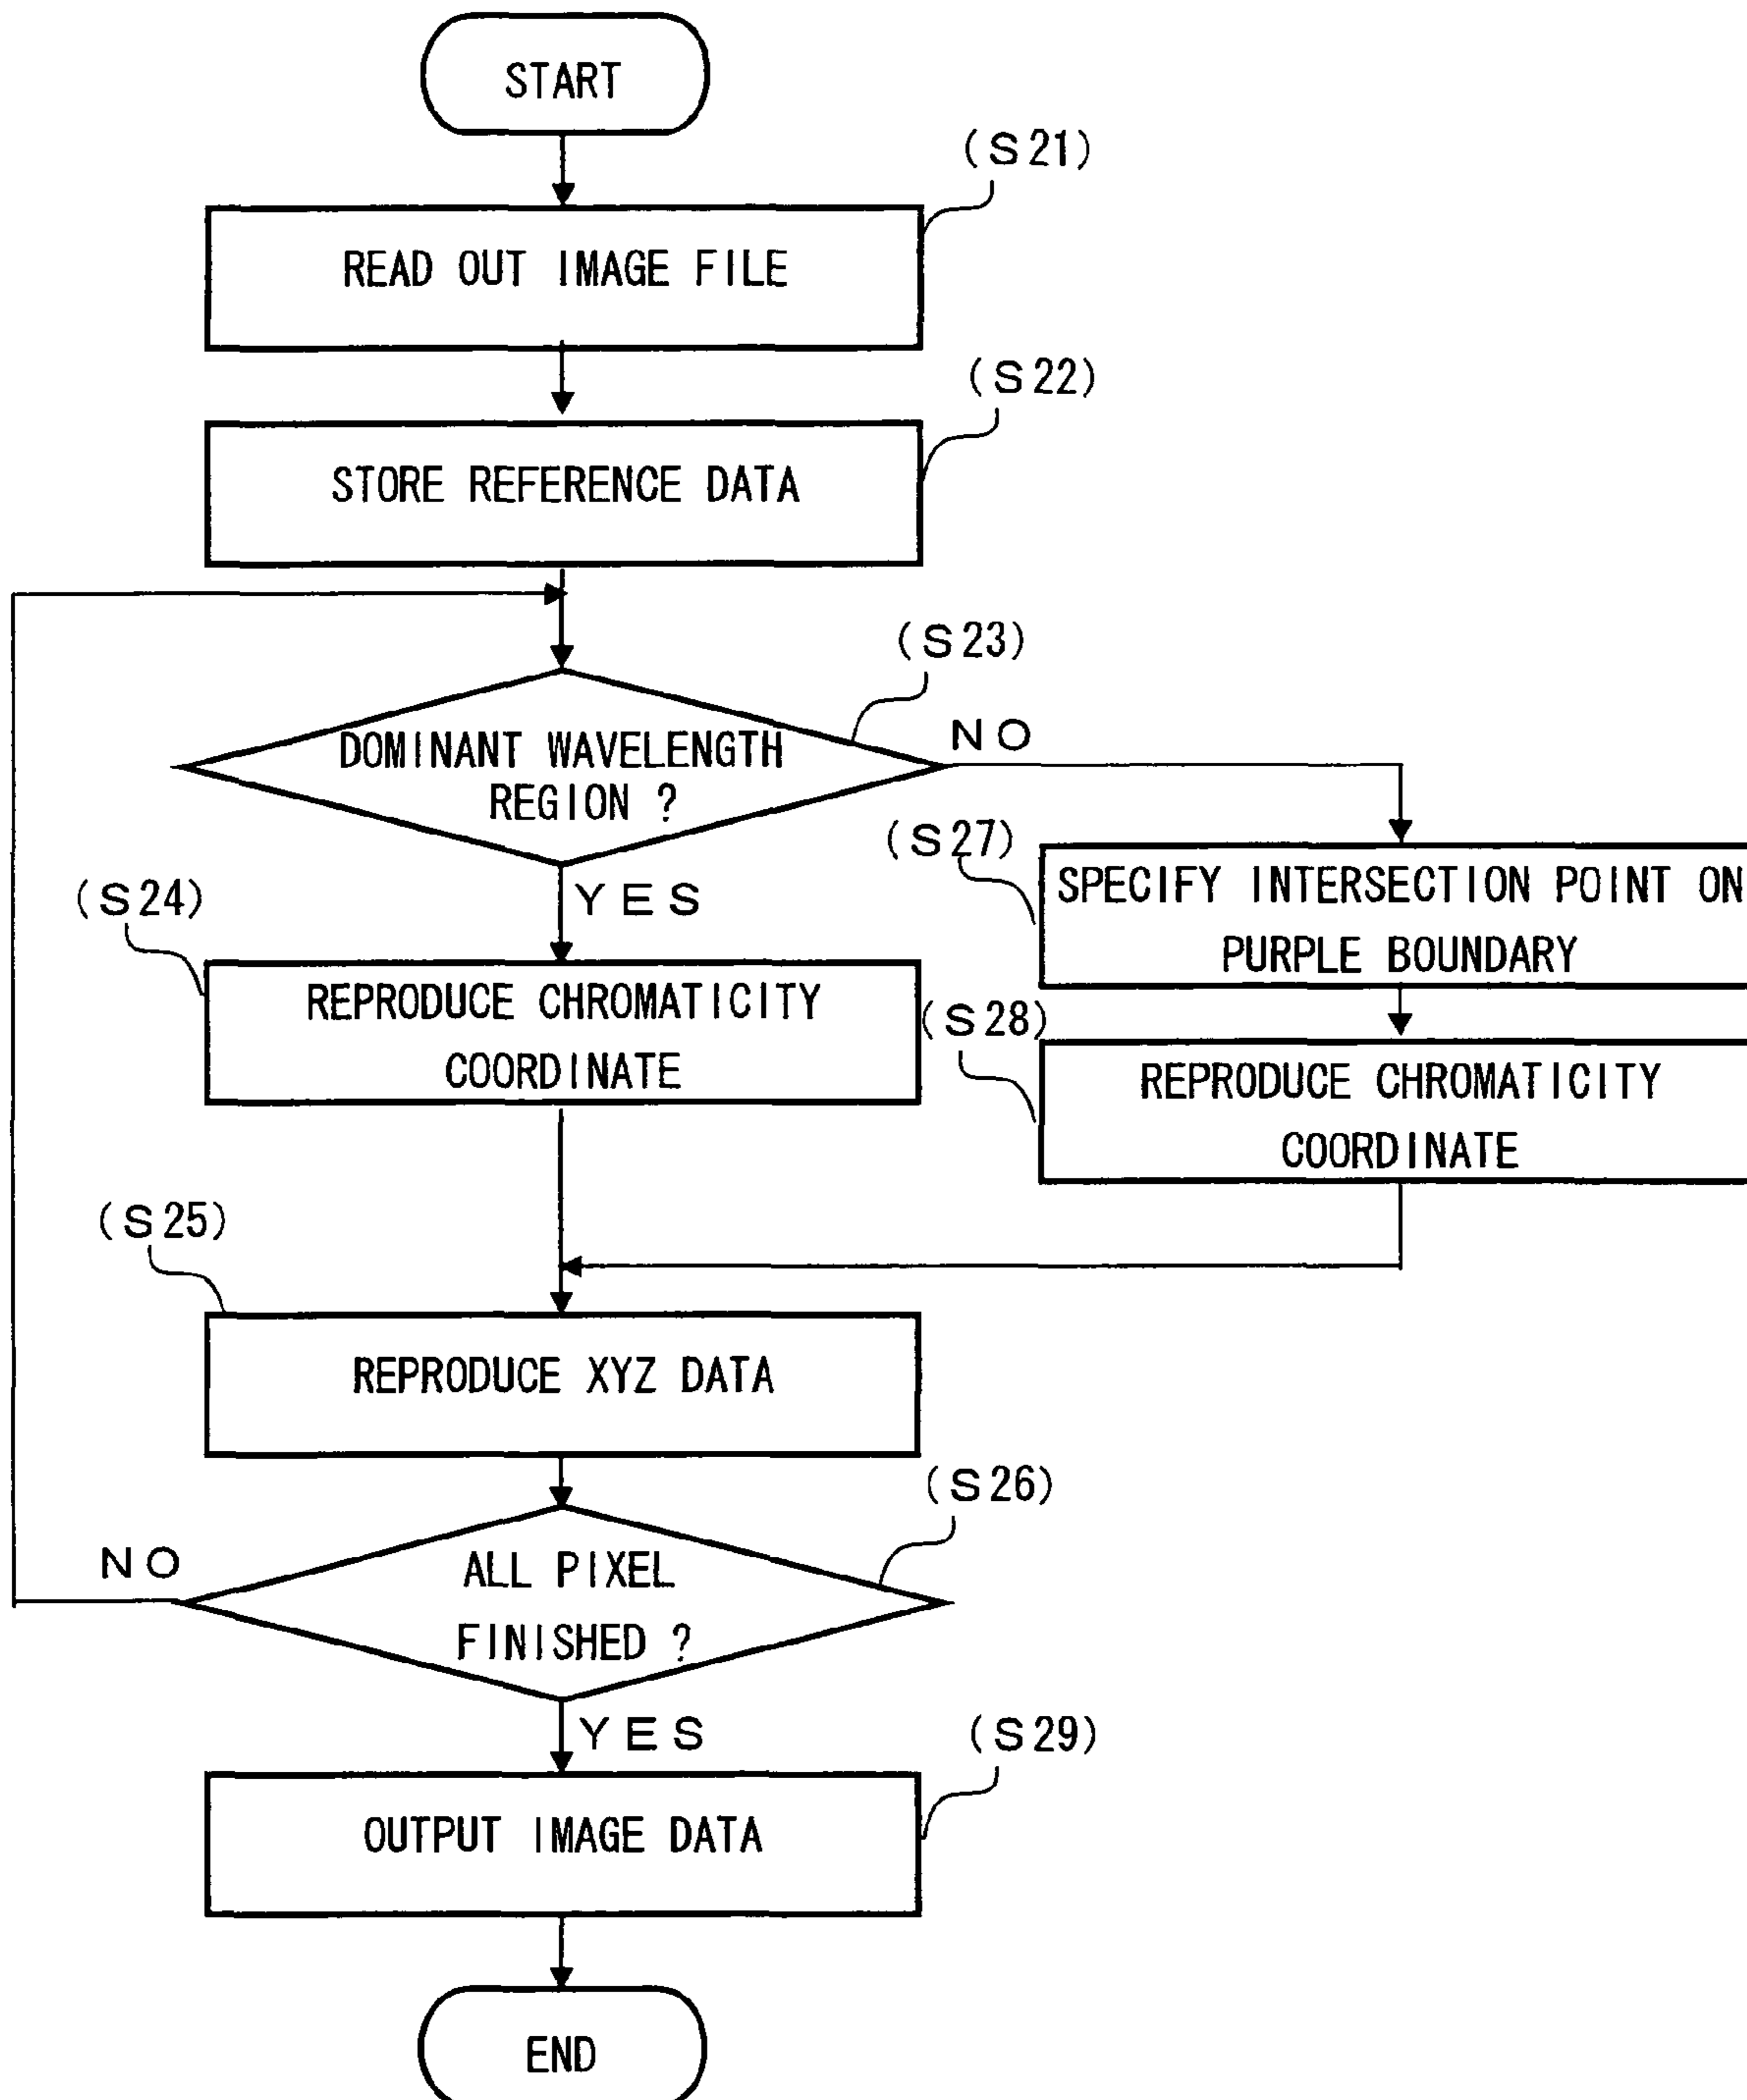 START
(S21)
READ OUT IMAGE FILE
(S22)
STORE REFERENCE DATA
(S23)
DOMINANT WAVELENGTH
REGION ?
NO
YES
(S27)
SPECIFY INTERSECTION POINT ON
PURPLE BOUNDARY
(S24)
REPRODUCE CHROMATICITY
COORDINATE
(S28)
REPRODUCE CHROMATICITY
COORDINATE
(S25)
REPRODUCE XYZ DATA
(S26)
ALL PIXEL
FINISHED ?
NO
YES
(S29)
OUTPUT IMAGE DATA
END